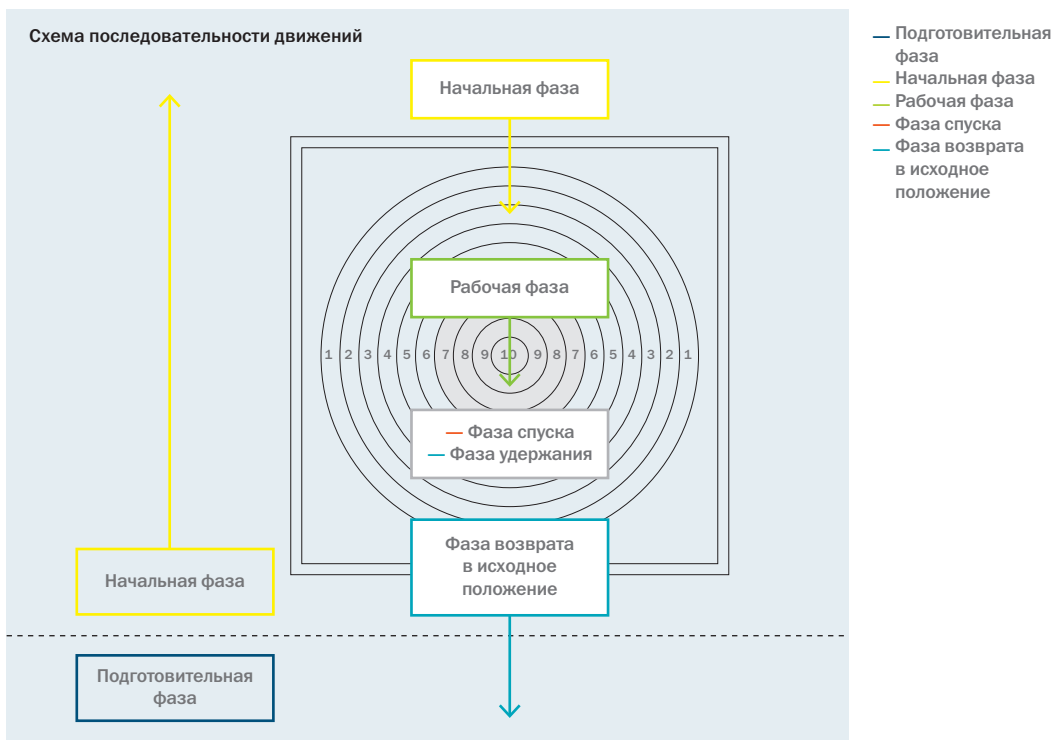 Схема последовательности движений
Начальная фаза
Рабочая фаза
1 2 3 4 5 6 7 8 9 10 9 8 7 6 5 4 3 2 1
— Фаза спуска
— Фаза удержания
Фаза возврата
в исходное
положение
Начальная фаза
Подготовительная
фаза
— Подготовительная
фаза
— Начальная фаза
— Рабочая фаза
— Фаза спуска
— Фаза возврата
в исходное
положение